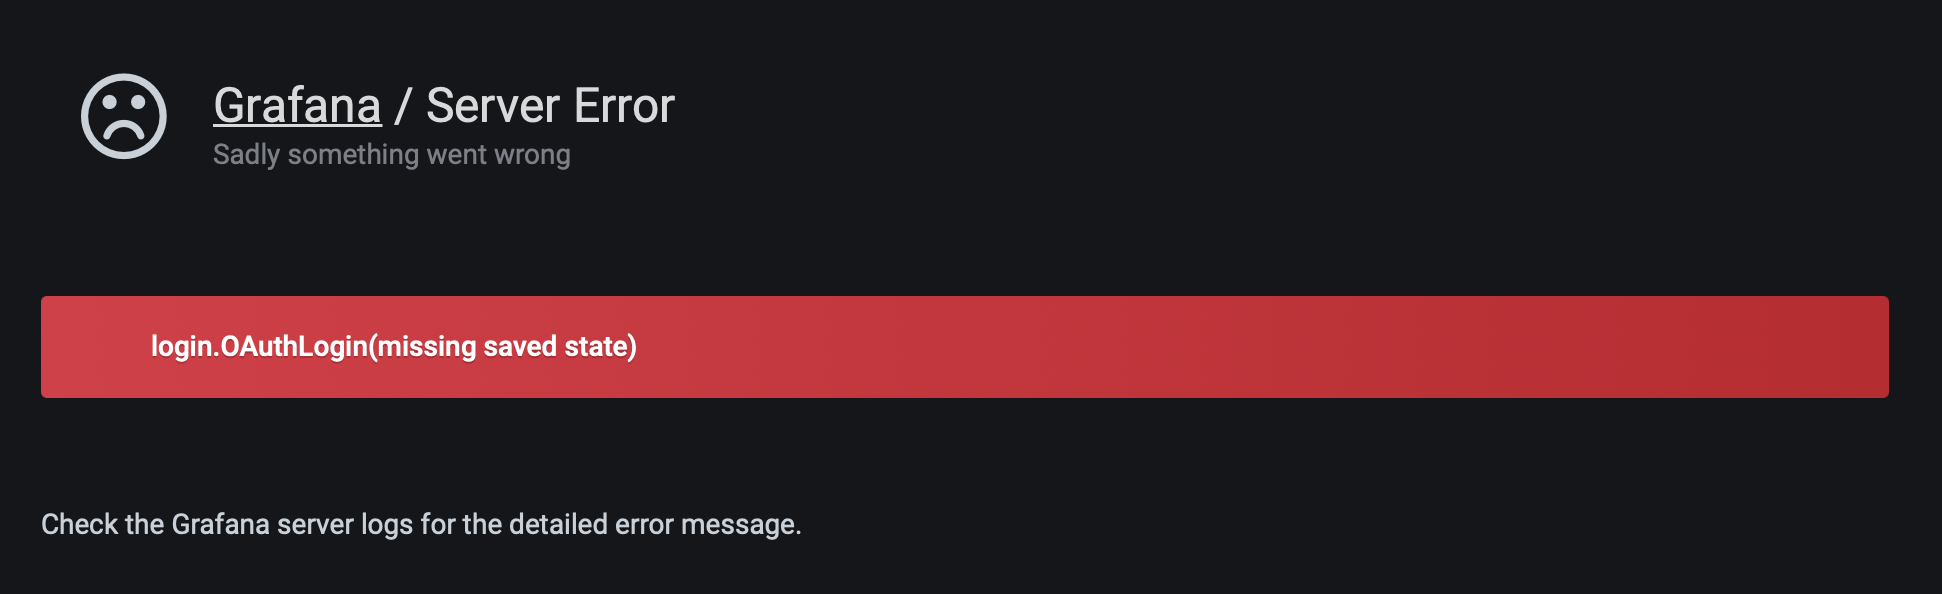 Grafana / Server Error
Sadly something went wrong
login.OAuthLogin(missing saved state)
Check the Grafana server logs for the detailed error message.